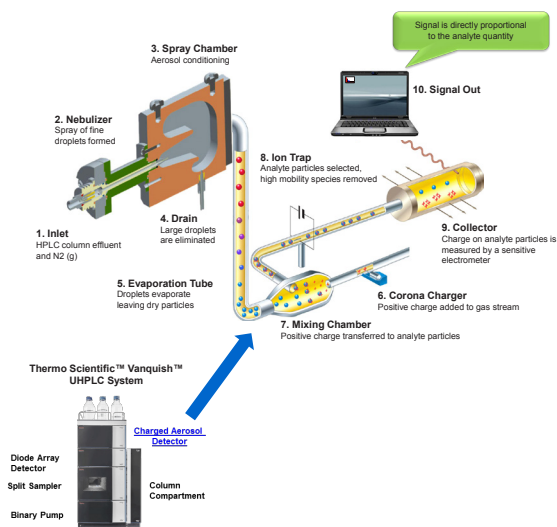 Signal is directly proportional
to the analyte quantity
3. Spray Chamber
Aerosol conditioning
10. Signal Out
2. Nebulizer
Spray of fine
droplets formed
8. Ion Trap
Analyte particles selected,
high mobility species removed
1. Inlet
HPLC column effluent
and N2 (g)
4. Drain
Large droplets
are eliminated
9. Collector
Charge on analyte particles is
measured by a sensitive
electrometer
5. Evaporation Tube
Droplets evaporate
leaving dry particles
6. Corona Charger
Positive charge added to gas stream
7. Mixing Chamber
Positive charge transferred to analyte particles
Thermo Scientific™ Vanquish™
UHPLC System
Charged Aerosol
Detector
Diode Array
Detector
Split Sampler
Column
Compartment
Binary Pump